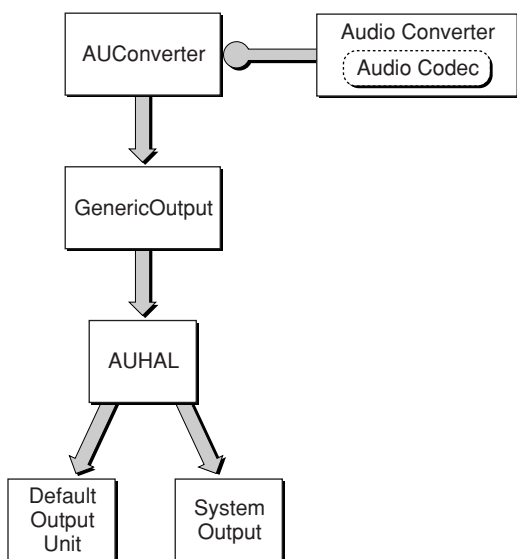 AUConverter
Audio Converter
Audio Codec
GenericOutput
AUHAL
Default
Output
Unit
System
Output